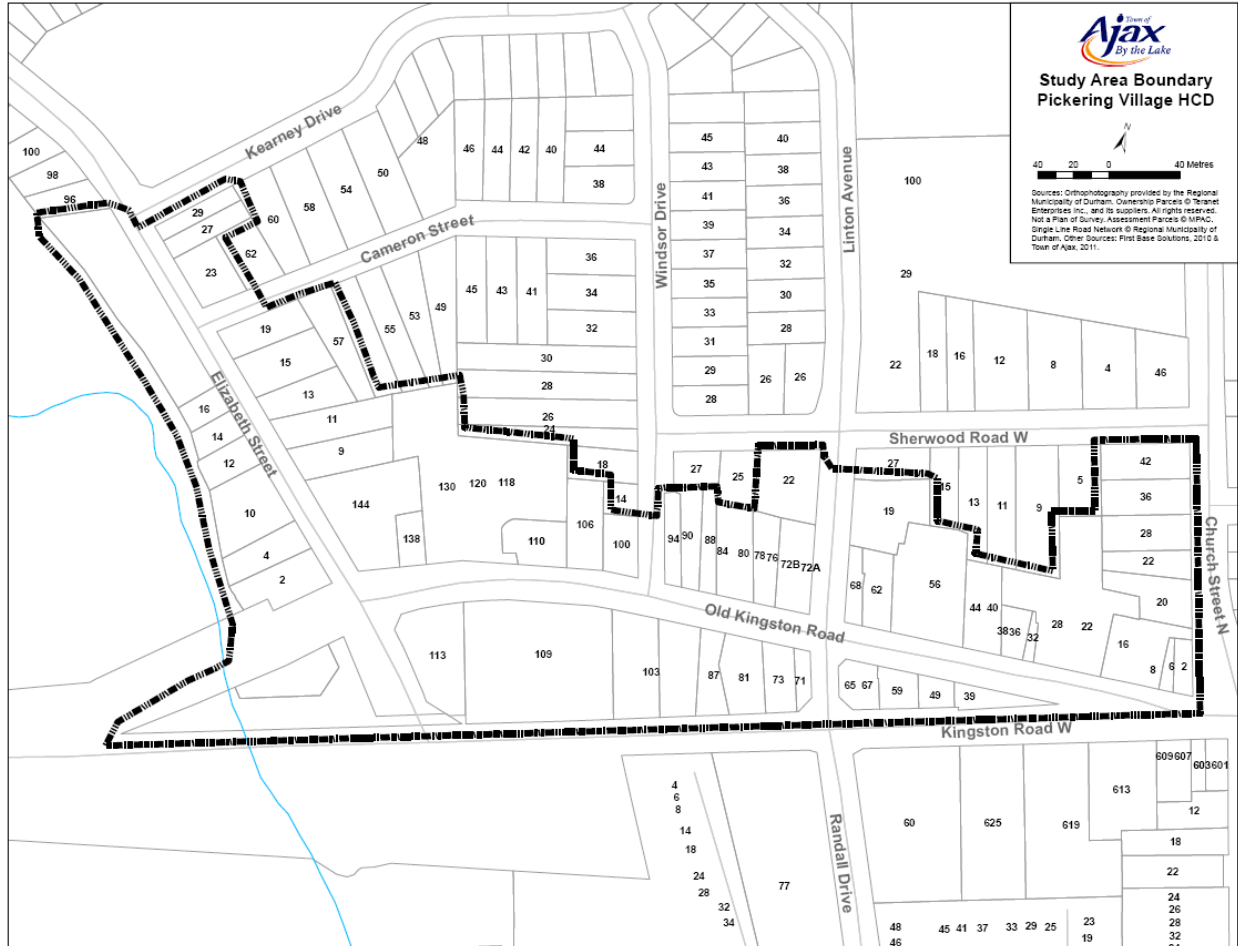 Town of
Ajax
By the Lake
Study Area Boundary
Pickering Village HCD
N
40 20 0 40 Metres
Sources: Orthophotography provided by the Regional
Municipality of Durham. Ownership Parcels © Teranet
Enterprises Inc., and its suppliers. All rights reserved.
Not a Plan of Survey. Assessment Parcels © MPAC.
Single Line Road Network © Regional Municipality of
Durham. Other Sources: First Base Solutions, 2010 &
Town of Ajax, 2011.
Kearney Drive
Cameron Street
Windsor Drive
Linton Avenue
Elizabeth Street
Sherwood Road W
Church Street N
Old Kingston Road
Kingston Road W
Randall Drive
100
98
96
29
27
23
62
60
58
54
50
48
46 44 42 40
44
38
45
43
41
39
37
35
33
31
29
28
40
38
36
34
32
30
28
26 26
100
29
22 18 16 12 8 4 46
19
15
13
11
9
57
55 53 49
45 43 41
36
34
32
30
28
26
24
18
14
16
14
12
10
4
2
144
138
130 120 118
110
106
100
27 25 22
94 90 88 84 80 78 76 72B 72A
27
19
15 13 11 9 5
42
36
28
22
20
16
8 6 2
68 62 56 44 40 38 36 32 28 22
113 109 103 87 81 73 71
65 67 59 49 39
4
6
8
14
18
24
28
32
34
77
60 625 619 613
609 607 603 601
12
18
22
24
26
28
32
48
46
45 41 37 33 29 25
23
19